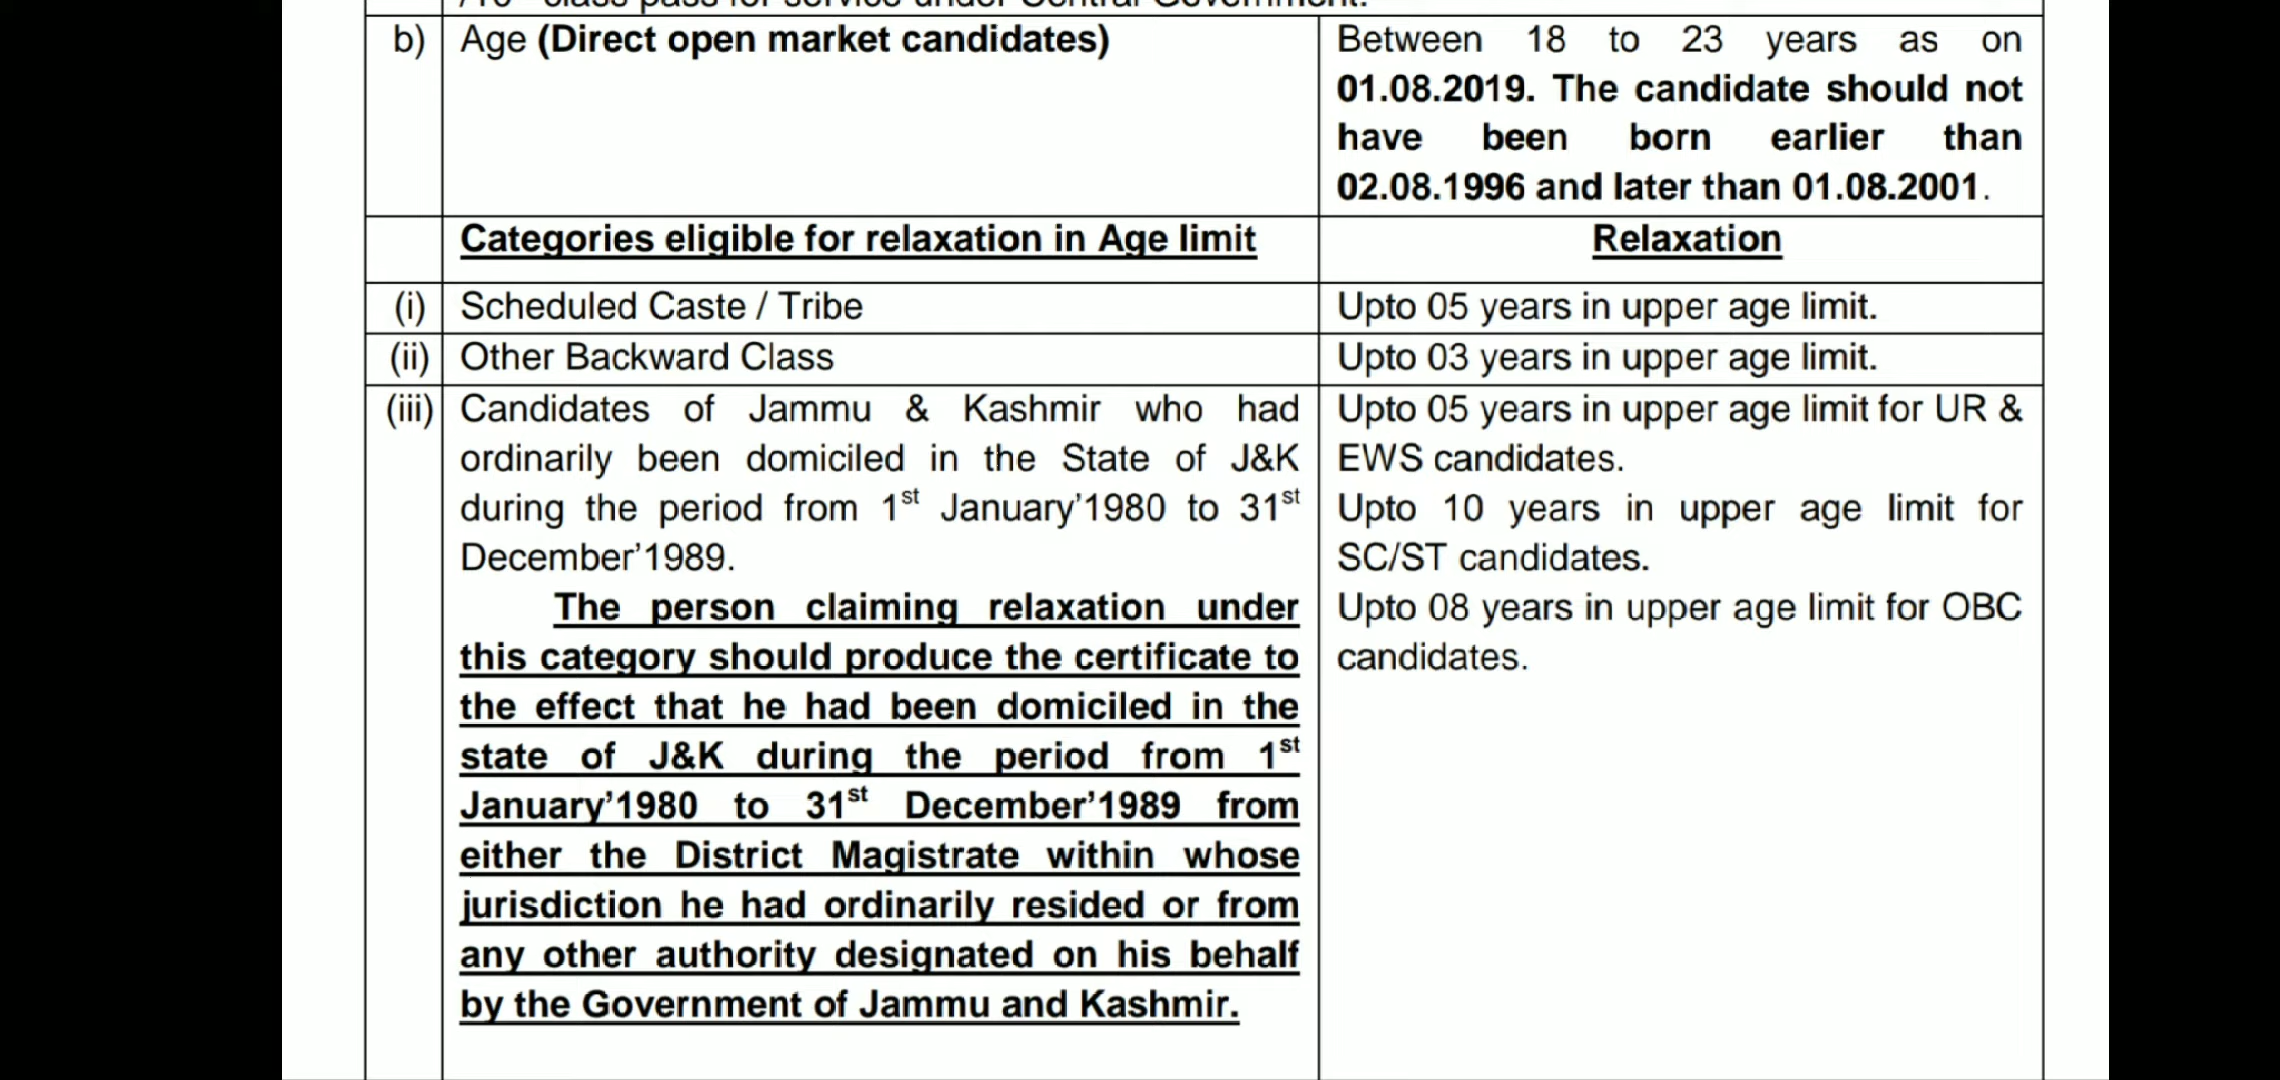 /10 class pass for service under Central Government.
b) Age (Direct open market candidates)
Between 18 to 23 years as on
01.08.2019. The candidate should not
have been born earlier than
02.08.1996 and later than 01.08.2001.
Categories eligible for relaxation in Age limit
Relaxation
(i) Scheduled Caste / Tribe
Upto 05 years in upper age limit.
(ii) Other Backward Class
Upto 03 years in upper age limit.
(iii) Candidates of Jammu & Kashmir who had
ordinarily been domiciled in the State of J&K
during the period from 1st January'1980 to 31st
December'1989.
The person claiming relaxation under
this category should produce the certificate to
the effect that he had been domiciled in the
state of J&K during the period from 1st
January'1980 to 31st December'1989 from
either the District Magistrate within whose
jurisdiction he had ordinarily resided or from
any other authority designated on his behalf
by the Government of Jammu and Kashmir.
Upto 05 years in upper age limit for UR &
EWS candidates.
Upto 10 years in upper age limit for
SC/ST candidates.
Upto 08 years in upper age limit for OBC
candidates.